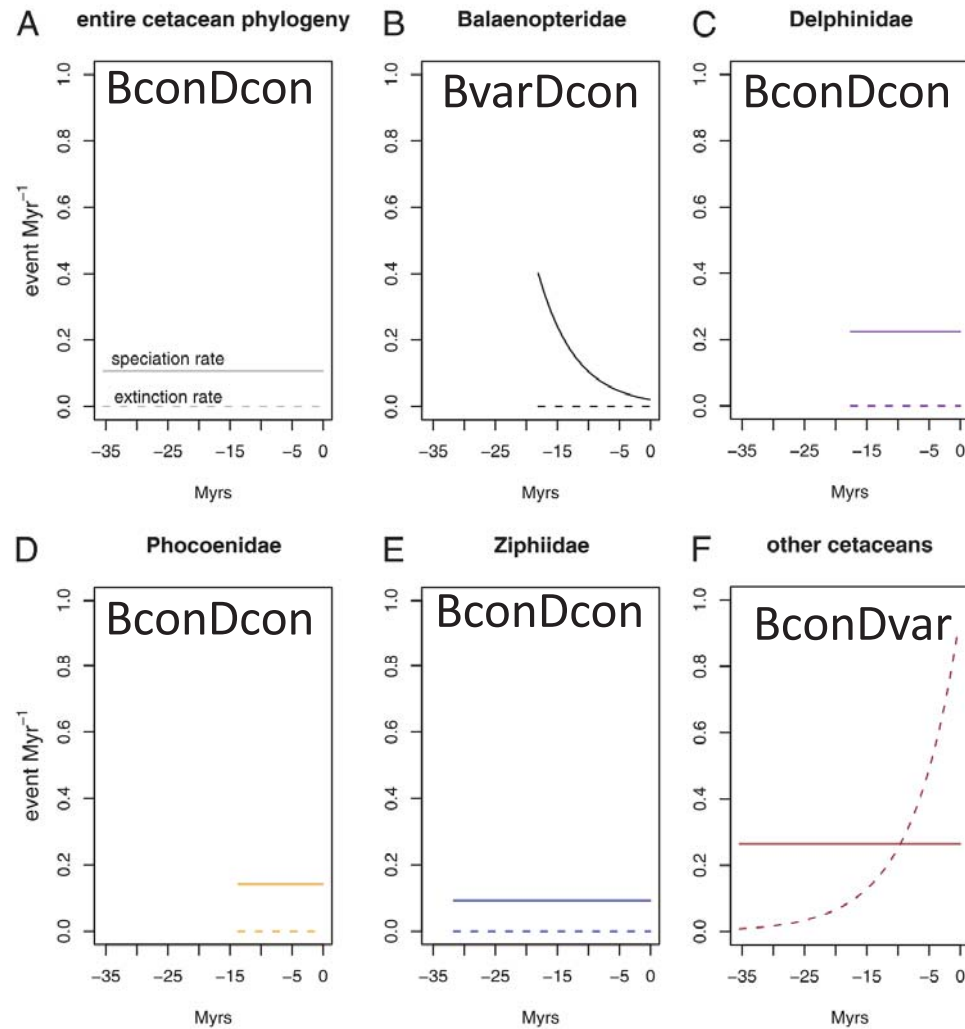 A entire cetacean phylogeny
BconDcon
event Myr⁻¹
1.0
0.8
0.6
0.4
0.2
0.0
speciation rate
extinction rate
−35 −25 −15 −5 0
Myrs
B Balaenopteridae
BvarDcon
1.0
0.8
0.6
0.4
0.2
0.0
−35 −25 −15 −5 0
Myrs
C Delphinidae
BconDcon
1.0
0.8
0.6
0.4
0.2
0.0
−35 −25 −15 −5 0
Myrs
D Phocoenidae
BconDcon
event Myr⁻¹
1.0
0.8
0.6
0.4
0.2
0.0
−35 −25 −15 −5 0
Myrs
E Ziphiidae
BconDcon
1.0
0.8
0.6
0.4
0.2
0.0
−35 −25 −15 −5 0
Myrs
F other cetaceans
BconDvar
1.0
0.8
0.6
0.4
0.2
0.0
−35 −25 −15 −5 0
Myrs